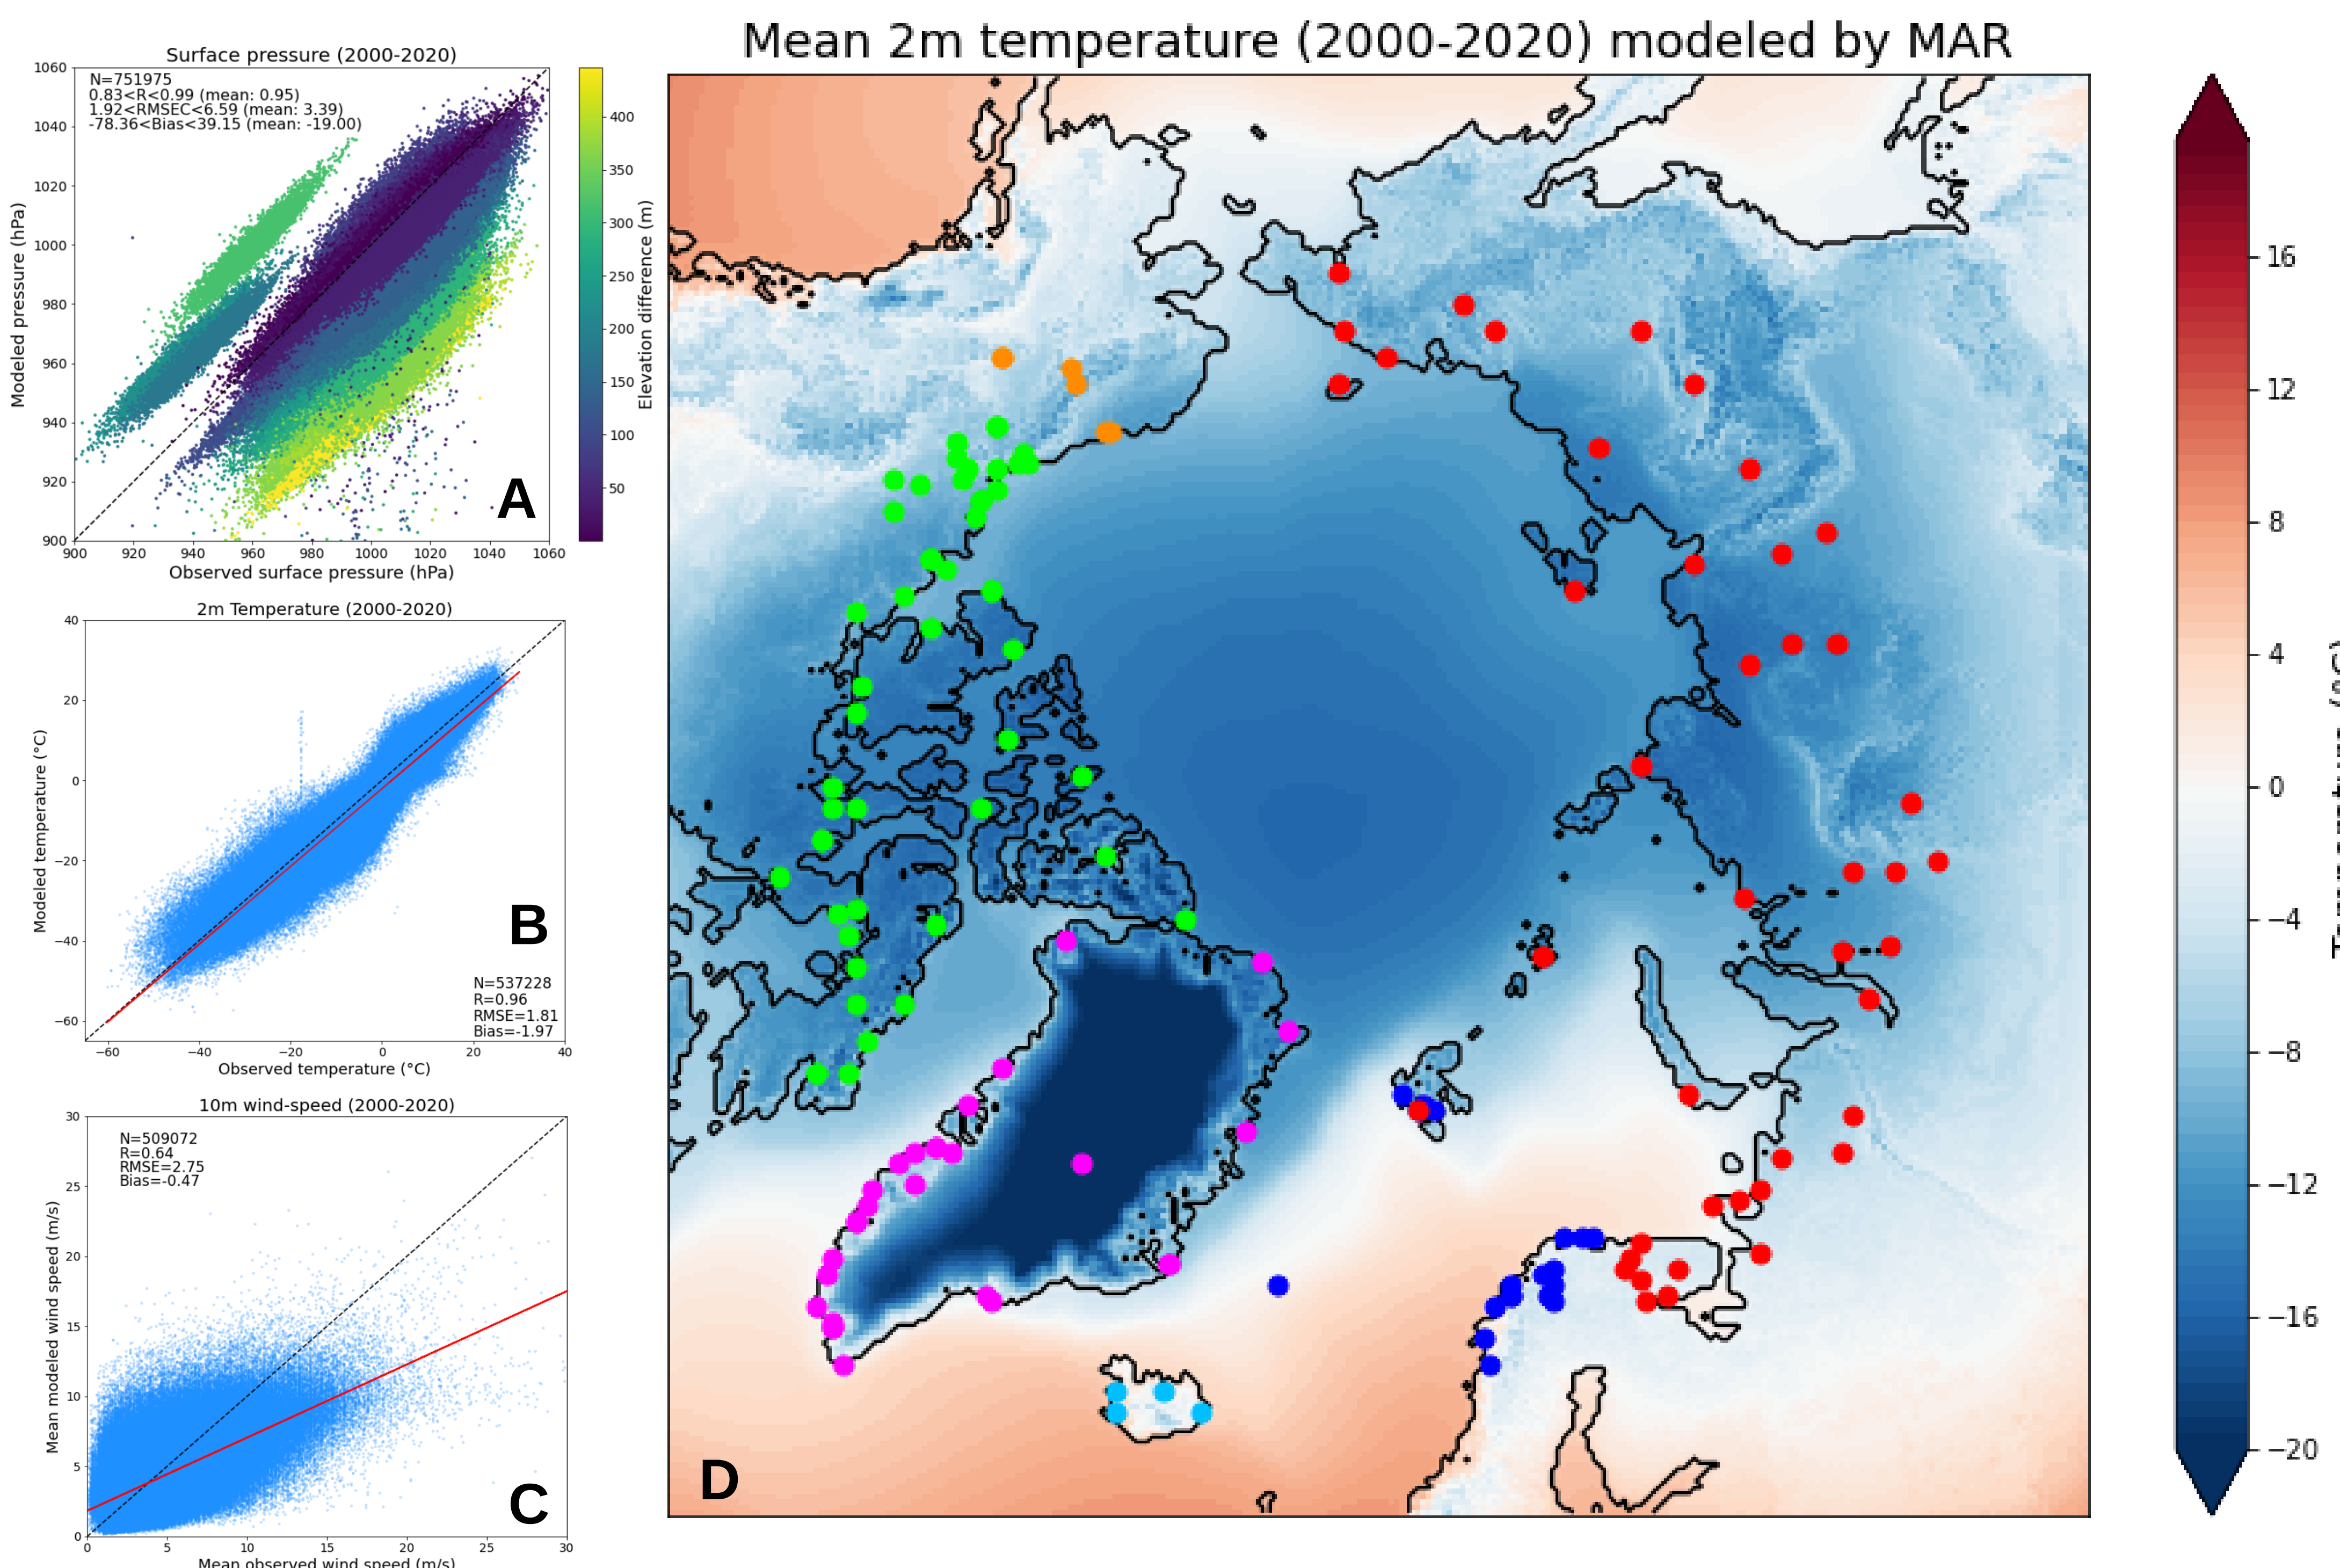 Surface pressure (2000-2020)
N=751975
0.83<R<0.99 (mean: 0.95)
1.92<RMSEC<6.59 (mean: 3.39)
-78.36<Bias<39.15 (mean: -19.00)
1060
1040
1020
1000
980
960
940
920
900
Modeled pressure (hPa)
900 920 940 960 980 1000 1020 1040 1060
Observed surface pressure (hPa)
A
400
350
300
250
200
150
100
50
Elevation difference (m)
2m Temperature (2000-2020)
40
20
0
−20
−40
−60
Modeled temperature (°C)
N=537228
R=0.96
RMSE=1.81
Bias=-1.97
B
−60 −40 −20 0 20 40
Observed temperature (°C)
10m wind-speed (2000-2020)
N=509072
R=0.64
RMSE=2.75
Bias=-0.47
30
25
20
15
10
5
0
Mean modeled wind speed (m/s)
C
0 5 10 15 20 25 30
Mean observed wind speed (m/s)
Mean 2m temperature (2000-2020) modeled by MAR
D
16
12
8
4
0
−4
−8
−12
−16
−20